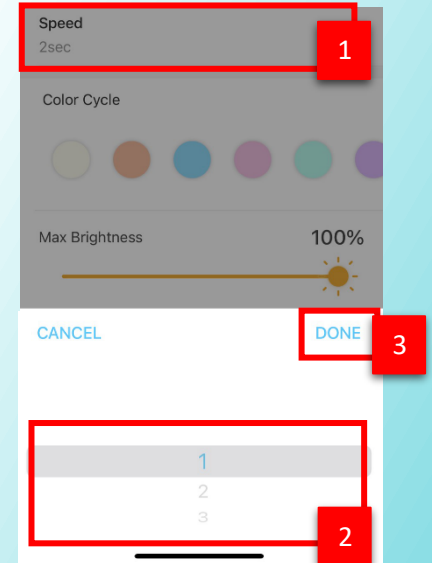 Speed
2sec
1
Color Cycle
Max Brightness 100%
CANCEL DONE
3
1
2
3
2